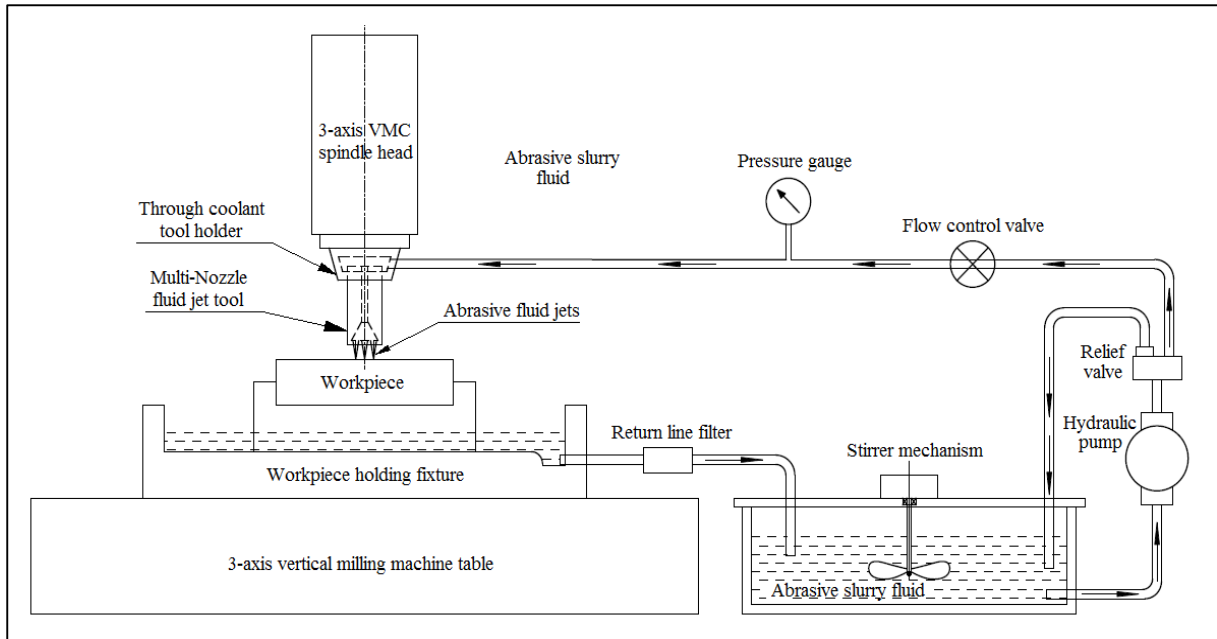 3-axis VMC
spindle head
Abrasive slurry
fluid
Pressure gauge
Through coolant
tool holder
Flow control valve
Multi-Nozzle
fluid jet tool
Abrasive fluid jets
Relief
valve
Workpiece
Hydraulic
pump
Return line filter
Stirrer mechanism
Workpiece holding fixture
3-axis vertical milling machine table
Abrasive slurry fluid